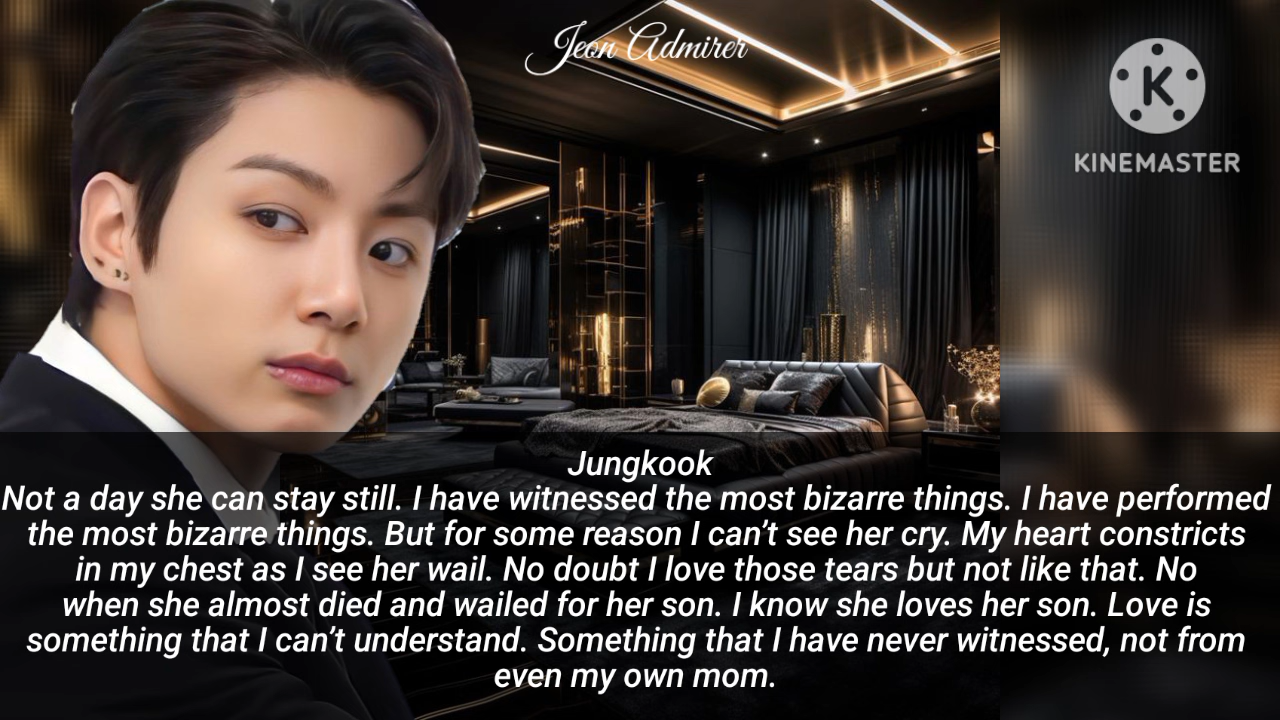 Jeon Admirer
K
KINEMASTER
Jungkook
Not a day she can stay still. I have witnessed the most bizarre things. I have performed
the most bizarre things. But for some reason I can’t see her cry. My heart constricts
in my chest as I see her wail. No doubt I love those tears but not like that. No
when she almost died and wailed for her son. I know she loves her son. Love is
something that I can’t understand. Something that I have never witnessed, not from
even my own mom.